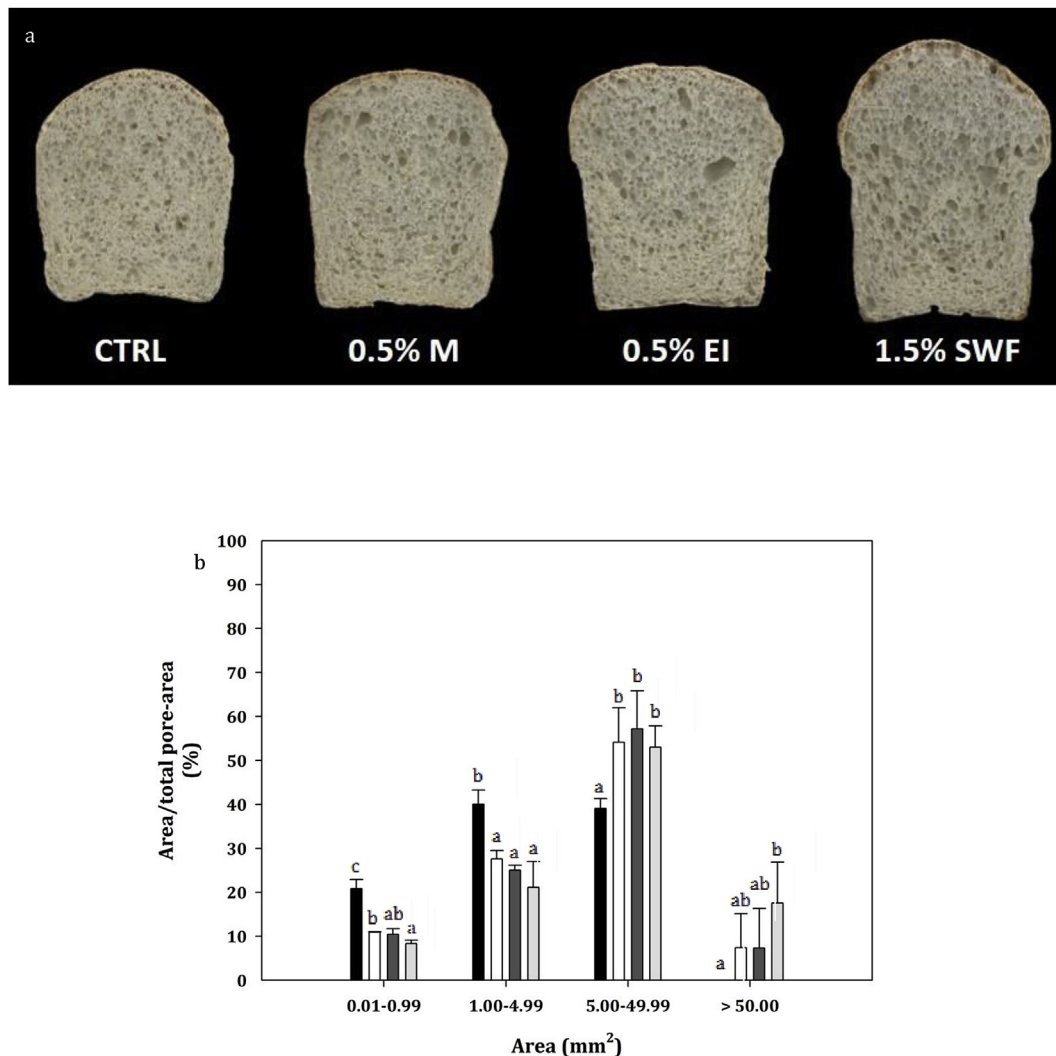 a
CTRL 0.5% M 0.5% EI 1.5% SWF
b
Area/total pore-area
(%)
100
90
80
70
60
50
40
30
20
10
0
c b ab a
b a a a
a b b b
a ab ab b
0.01-0.99 1.00-4.99 5.00-49.99 > 50.00
Area (mm²)